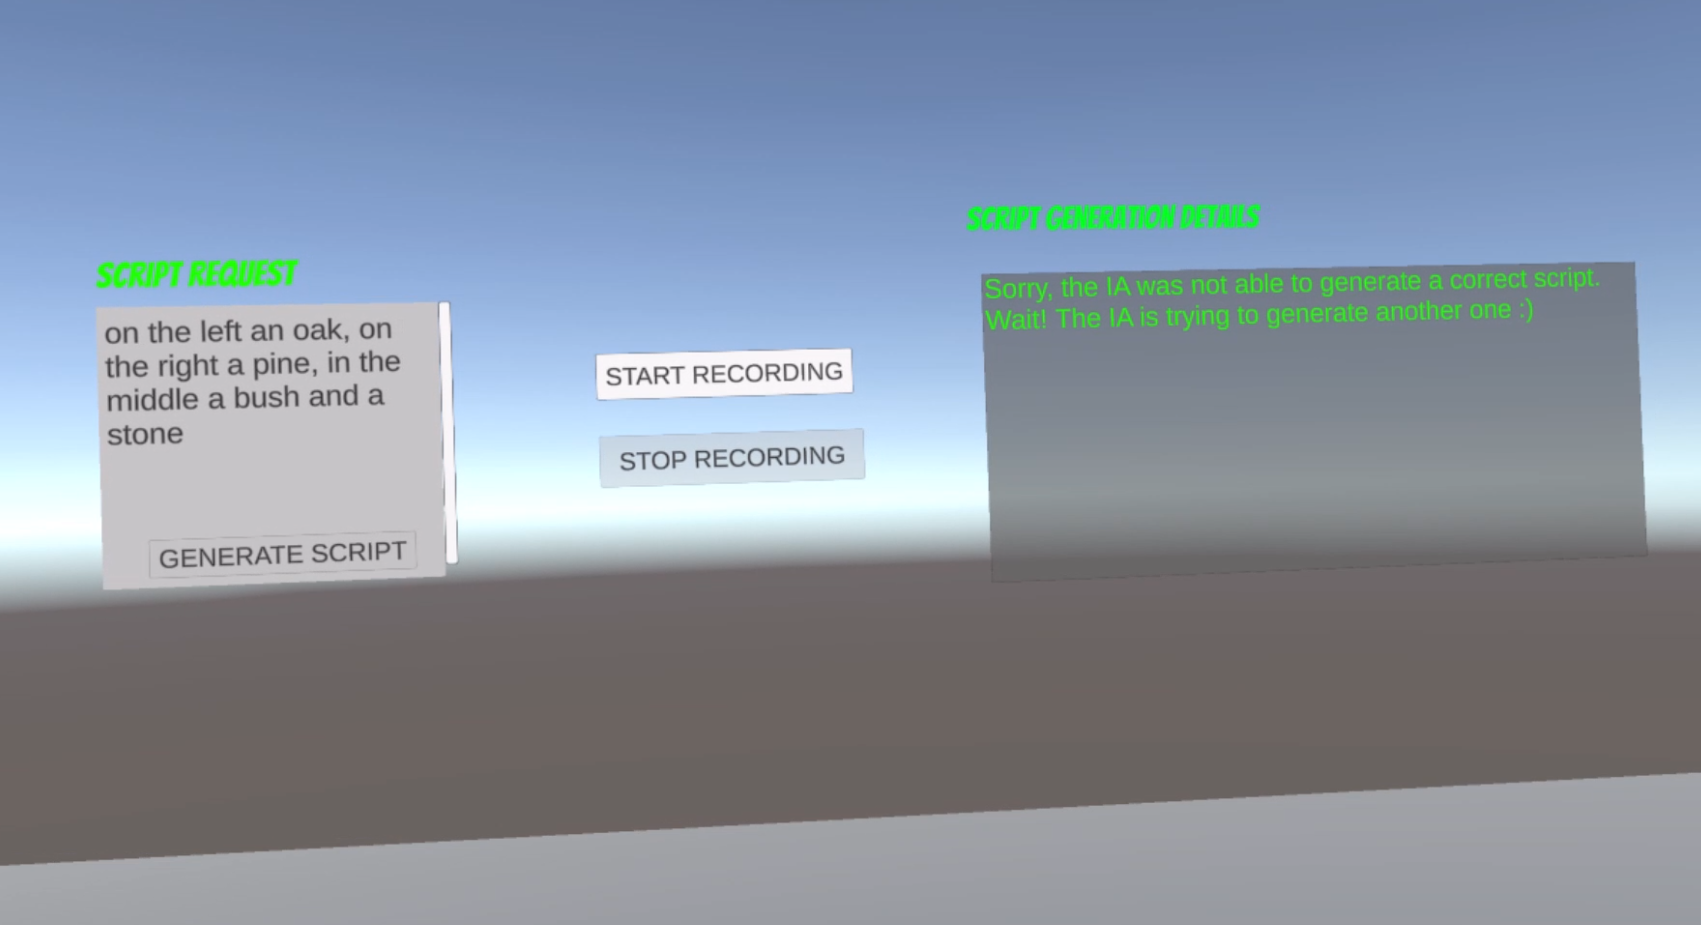 SCRIPT REQUEST
on the left an oak, on
the right a pine, in the
middle a bush and a
stone
GENERATE SCRIPT
START RECORDING
STOP RECORDING
SCRIPT GENERATION DETAILS
Sorry, the IA was not able to generate a correct script.
Wait! The IA is trying to generate another one :)